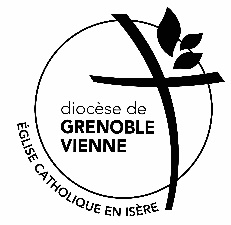 diocèse de
GRENOBLE
VIENNE
ÉGLISE CATHOLIQUE EN ISÈRE